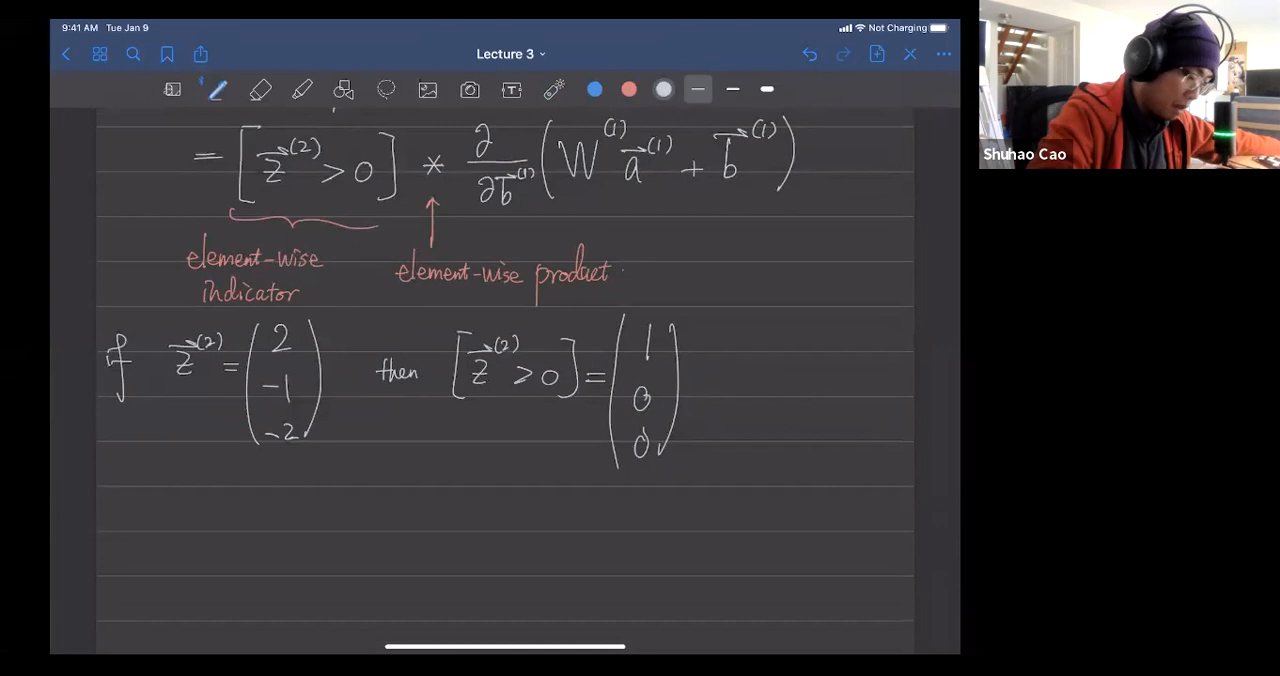 9:41 AM Tue Jan 9
Not Charging
Lecture 3
Shuhao Cao
= [z⃗⁽²⁾ > 0] * ∂/∂b⃗⁽¹⁾ (W⁽¹⁾ a⃗⁽¹⁾ + b⃗⁽¹⁾)
element-wise
indicator
element-wise product
if z⃗⁽²⁾ = (2 -1 -2) then [z⃗⁽²⁾ > 0] = (1 0 0)